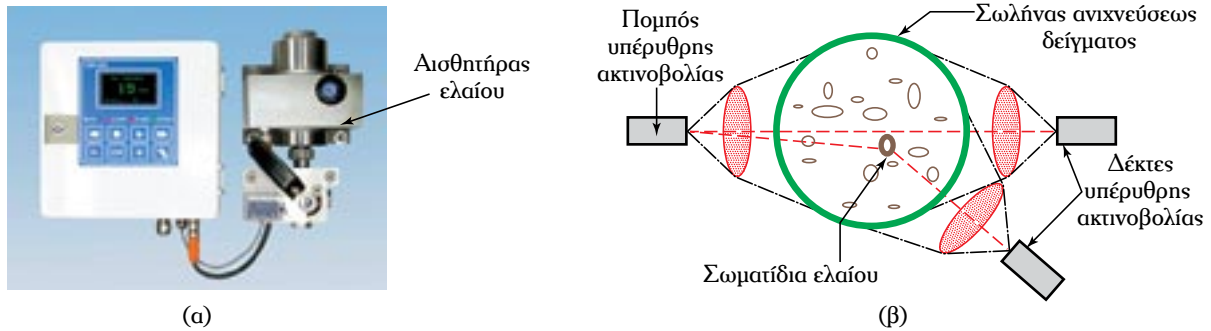 Αισθητήρας
ελαίου
(α)
Πομπός
υπέρυθρης
ακτινοβολίας
Σωλήνας ανιχνεύσεως
δείγματος
Δέκτες
υπέρυθρης
ακτινοβολίας
Σωματίδια ελαίου
(β)